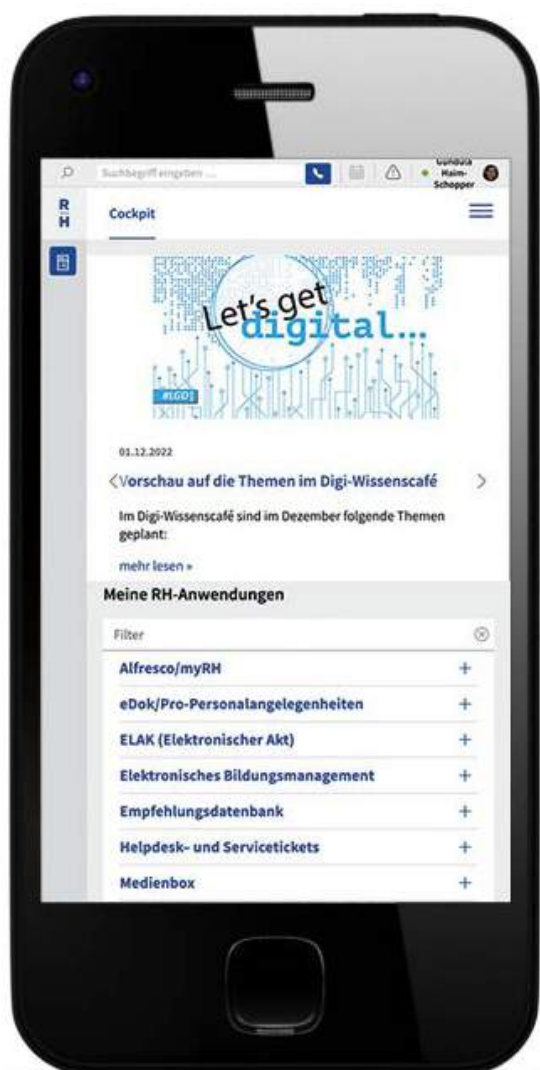 Suchbegriff eingeben ...
Gundula
Haim-
Schopper
R
H
Cockpit
Let's get
digital...
#LGD
01.12.2022
Vorschau auf die Themen im Digi-Wissenscafé
Im Digi-Wissenscafé sind im Dezember folgende Themen
geplant:
mehr lesen »
Meine RH-Anwendungen
Filter
Alfresco/myRH
eDok/Pro-Personalangelegenheiten
ELAK (Elektronischer Akt)
Elektronisches Bildungsmanagement
Empfehlungsdatenbank
Helpdesk- und Servicetickets
Medienbox